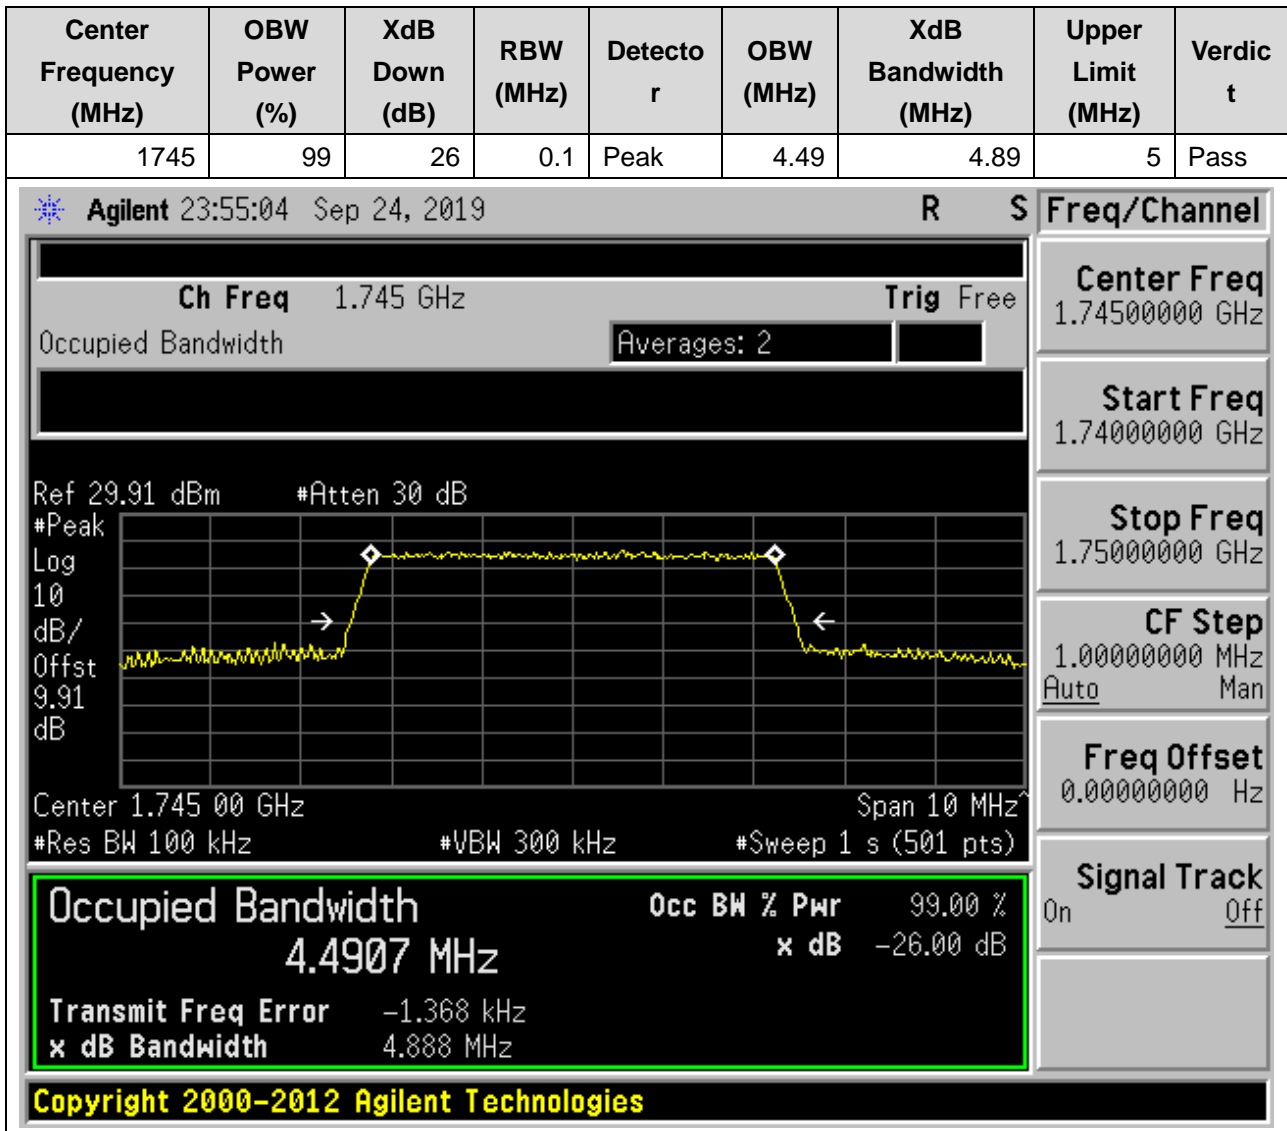 Center Frequency (MHz) OBW Power (%) XdB Down (dB) RBW (MHz) Detecto r OBW (MHz) XdB Bandwidth (MHz) Upper Limit (MHz) Verdic t
1745 99 26 0.1 Peak 4.49 4.89 5 Pass
Agilent 23:55:04 Sep 24, 2019 R S
Ch Freq 1.745 GHz Trig Free
Occupied Bandwidth Averages: 2
Ref 29.91 dBm #Atten 30 dB
#Peak
Log
10
dB/
Offst
9.91
dB
Center 1.745 00 GHz Span 10 MHz^
#Res BW 100 kHz #VBW 300 kHz #Sweep 1 s (501 pts)
Occupied Bandwidth Occ BW % Pwr 99.00 %
4.4907 MHz x dB -26.00 dB
Transmit Freq Error -1.368 kHz
x dB Bandwidth 4.888 MHz
Copyright 2000-2012 Agilent Technologies
Freq/Channel
Center Freq
1.74500000 GHz
Start Freq
1.74000000 GHz
Stop Freq
1.75000000 GHz
CF Step
1.00000000 MHz
Auto Man
Freq Offset
0.00000000 Hz
Signal Track
On Off